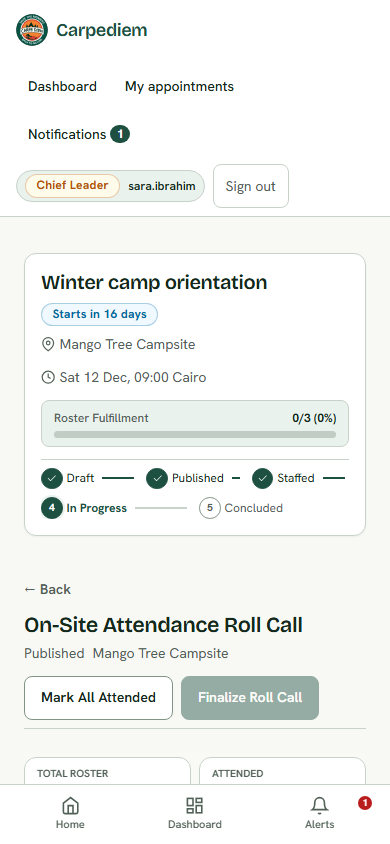 Carpediem
Dashboard My appointments
Notifications 1
Chief Leader sara.ibrahim Sign out
Winter camp orientation
Starts in 16 days
Mango Tree Campsite
Sat 12 Dec, 09:00 Cairo
Roster Fulfillment 0/3 (0%)
Draft Published Staffed
4 In Progress 5 Concluded
← Back
On-Site Attendance Roll Call
Published Mango Tree Campsite
Mark All Attended Finalize Roll Call
TOTAL ROSTER ATTENDED
1
Home Dashboard Alerts